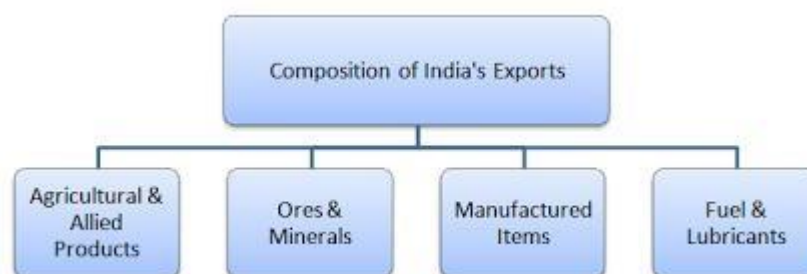 Composition of India's Exports
Agricultural &
Allied
Products
Ores &
Minerals
Manufactured
Items
Fuel &
Lubricants